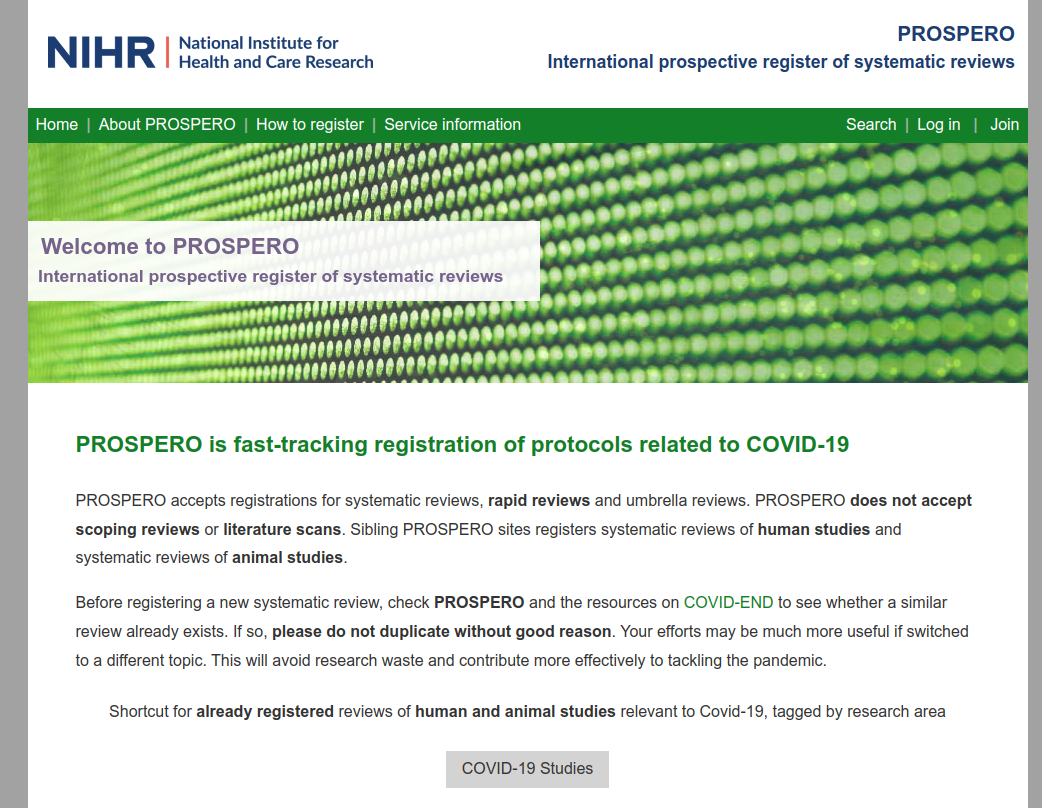 NIHR | National Institute for
Health and Care Research
PROSPERO
International prospective register of systematic reviews
Home | About PROSPERO | How to register | Service information
Search | Log in | Join
Welcome to PROSPERO
International prospective register of systematic reviews
PROSPERO is fast-tracking registration of protocols related to COVID-19
PROSPERO accepts registrations for systematic reviews, rapid reviews and umbrella reviews. PROSPERO does not accept
scoping reviews or literature scans. Sibling PROSPERO sites registers systematic reviews of human studies and
systematic reviews of animal studies.
Before registering a new systematic review, check PROSPERO and the resources on COVID-END to see whether a similar
review already exists. If so, please do not duplicate without good reason. Your efforts may be much more useful if switched
to a different topic. This will avoid research waste and contribute more effectively to tackling the pandemic.
Shortcut for already registered reviews of human and animal studies relevant to Covid-19, tagged by research area
COVID-19 Studies